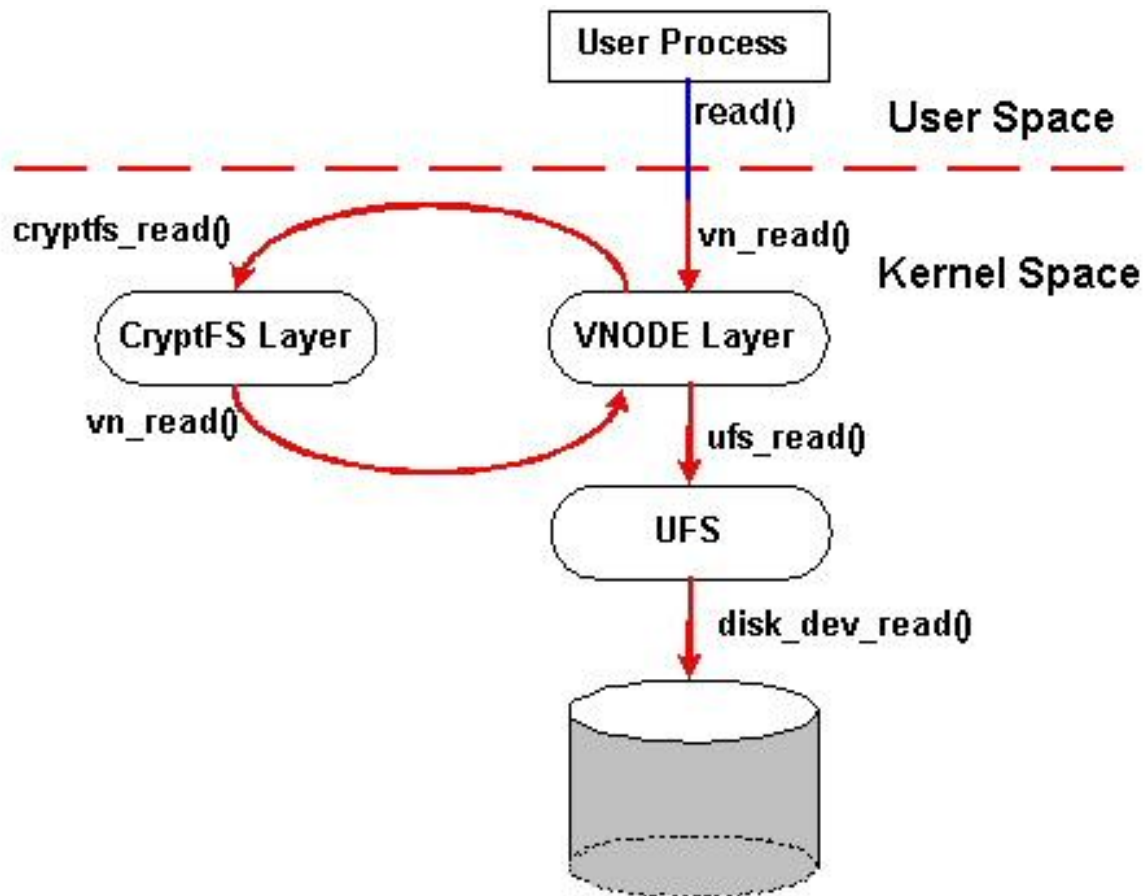 User Process
read()
User Space
cryptfs_read()
vn_read()
Kernel Space
CryptFS Layer
VNODE Layer
vn_read()
ufs_read()
UFS
disk_dev_read()